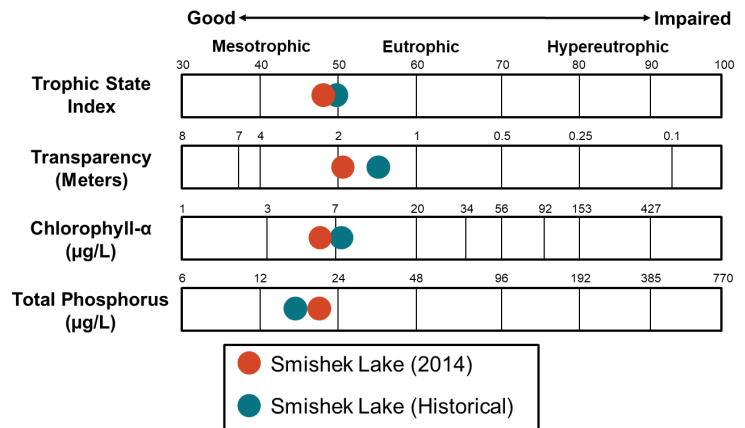 Good Impaired
Mesotrophic Eutrophic Hypereutrophic
30 40 50 60 70 80 90 100
Trophic State
Index
8 7 4 2 1 0.5 0.25 0.1
Transparency
(Meters)
1 3 7 20 34 56 92 153 427
Chlorophyll-α
(µg/L)
6 12 24 48 96 192 385 770
Total Phosphorus
(µg/L)
Smishek Lake (2014)
Smishek Lake (Historical)